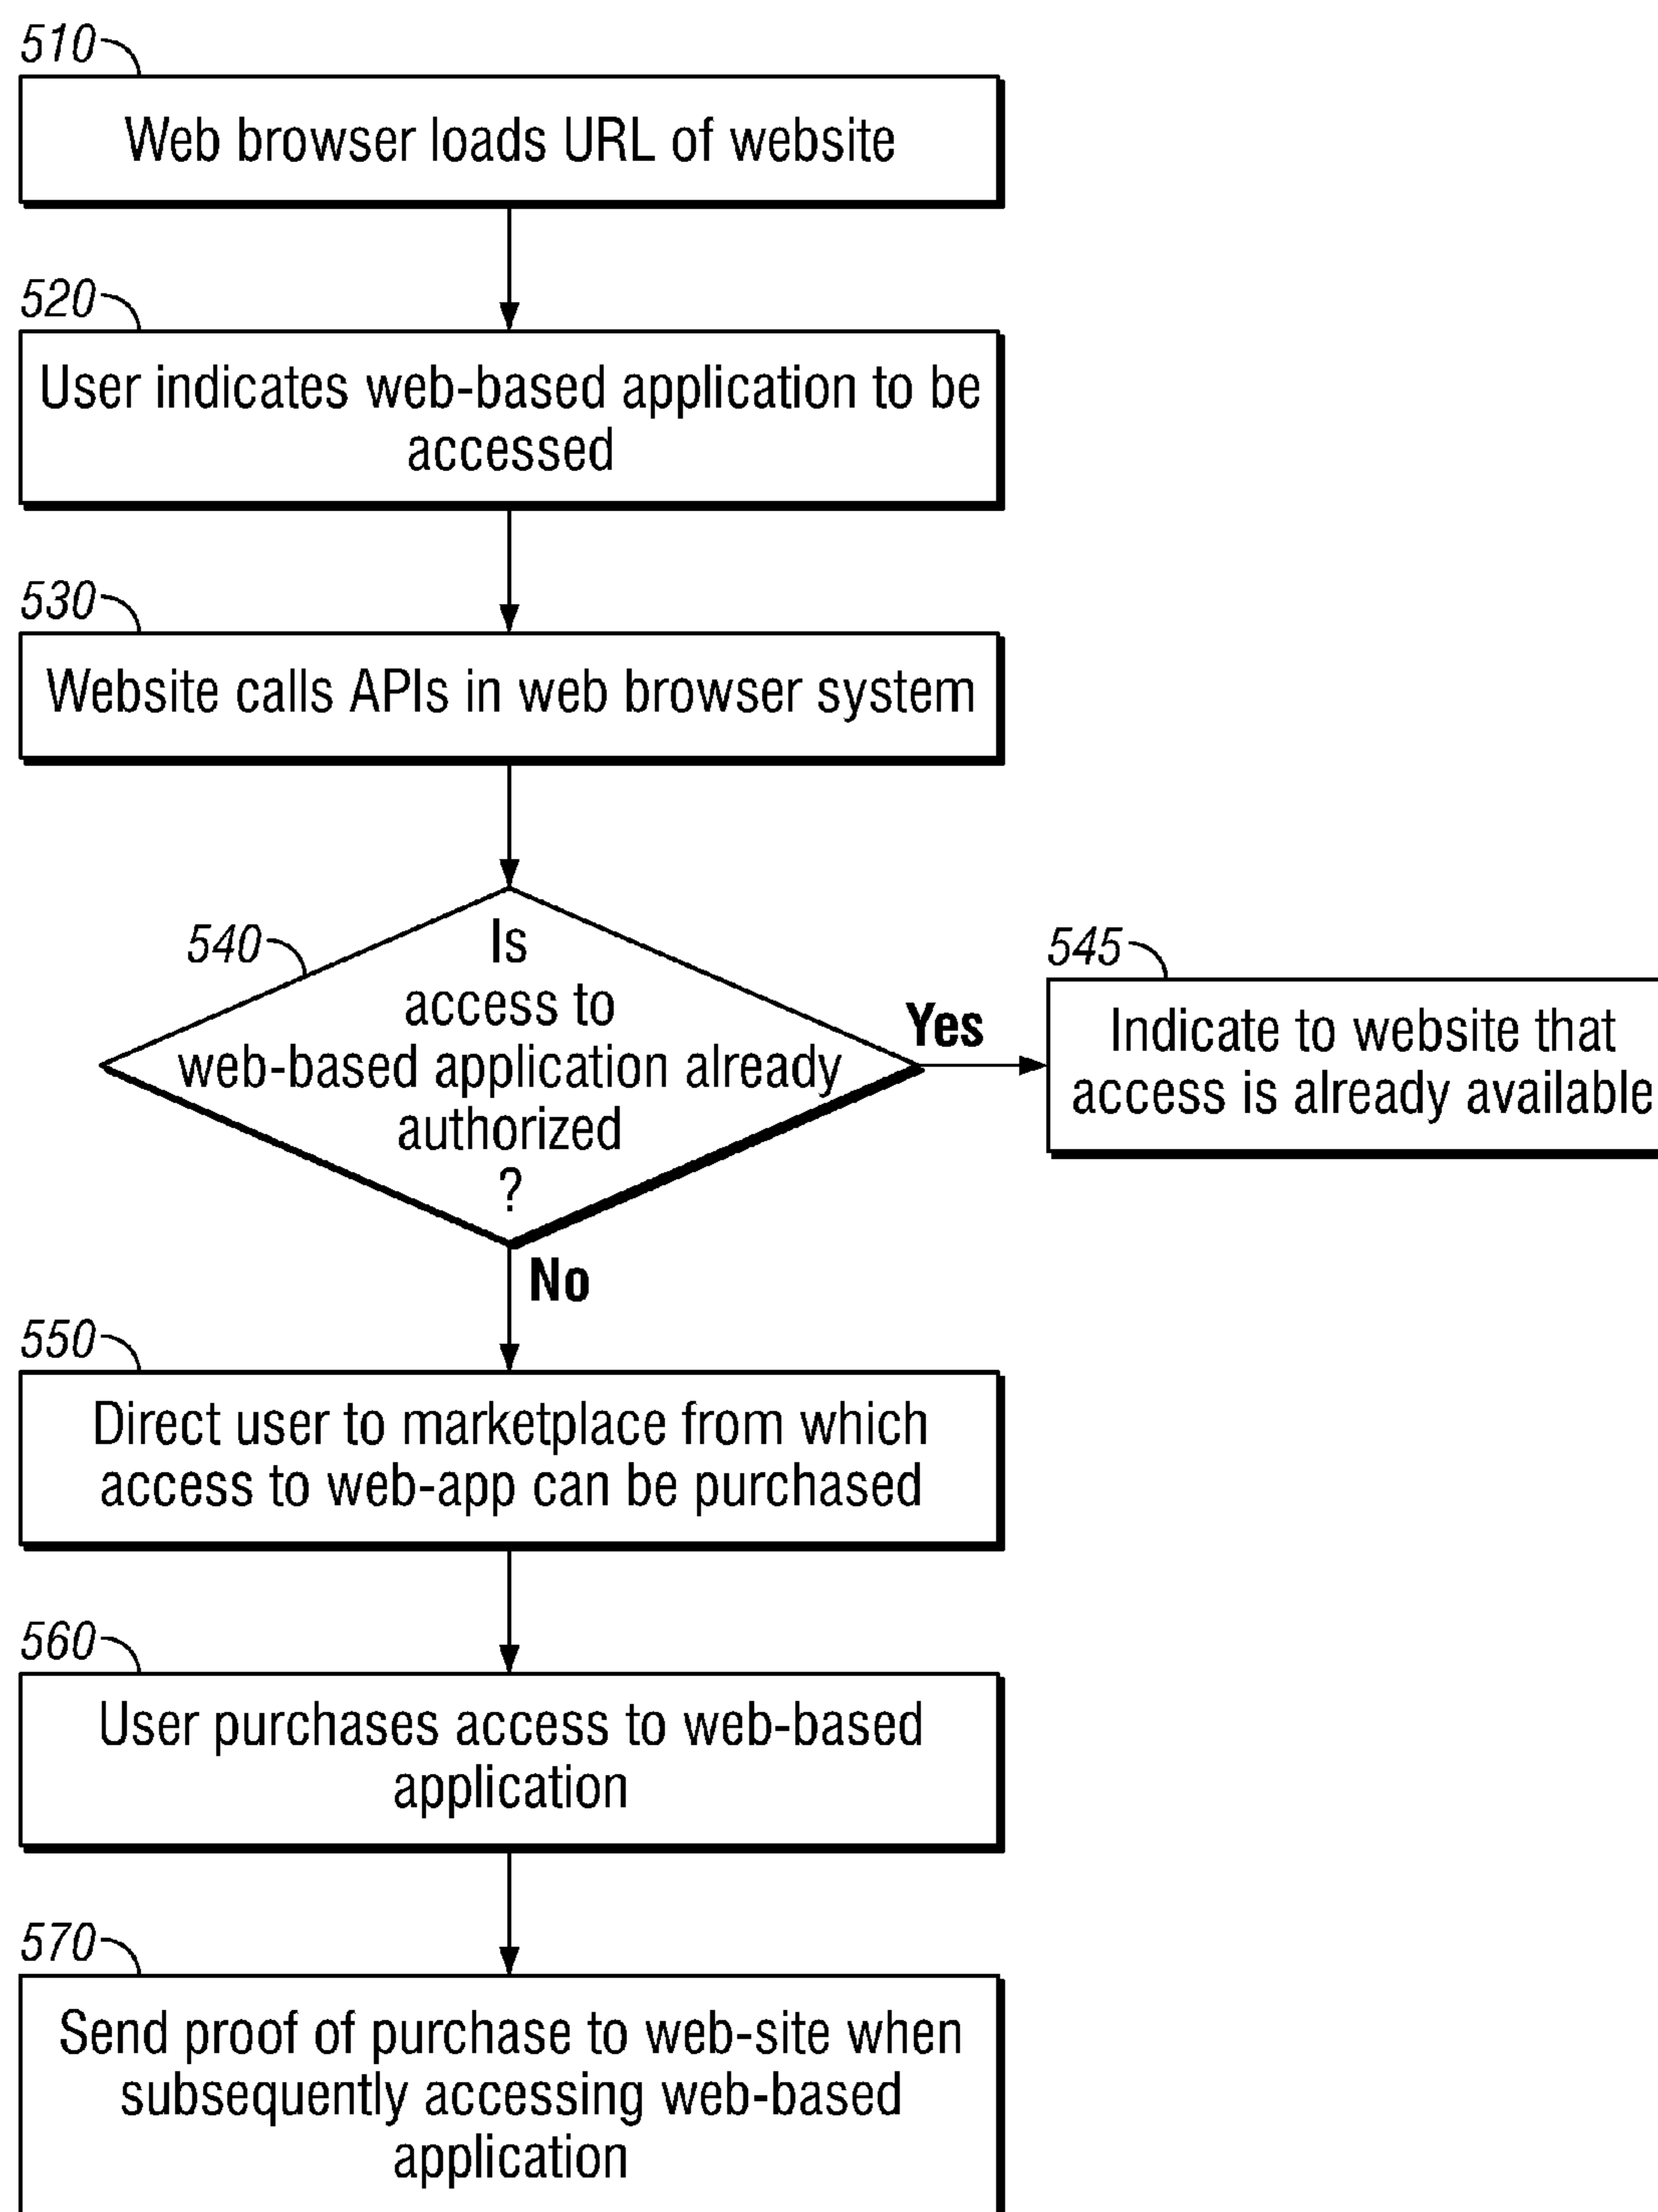 510
Web browser loads URL of website
520
User indicates web-based application to be
accessed
530
Website calls APIs in web browser system
540
Is
access to
web-based application already
authorized
?
Yes
545
Indicate to website that
access is already available
No
550
Direct user to marketplace from which
access to web-app can be purchased
560
User purchases access to web-based
application
570
Send proof of purchase to web-site when
subsequently accessing web-based
application